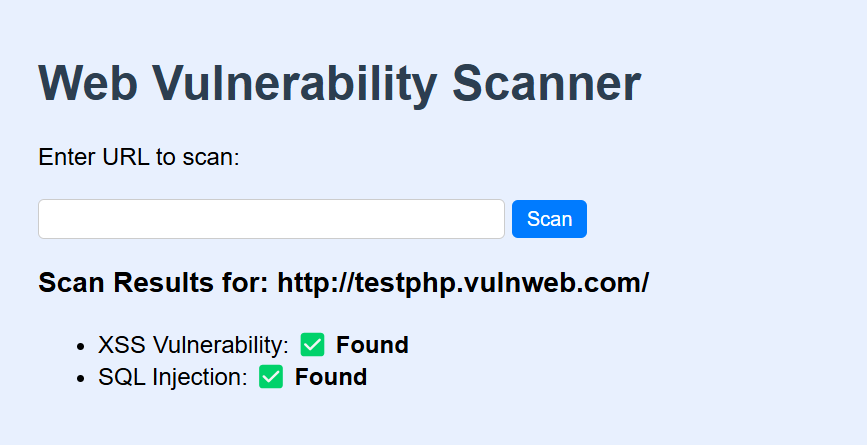 Web Vulnerability Scanner
Enter URL to scan:
Scan
Scan Results for: http://testphp.vulnweb.com/
• XSS Vulnerability: ✅ Found
• SQL Injection: ✅ Found